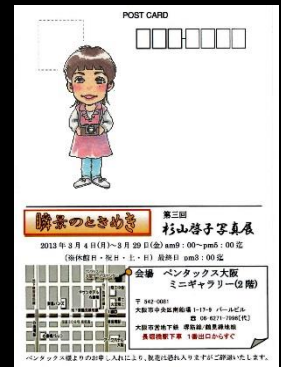 POST CARD
瞬景のときめき
第三回
杉山啓子写真展
2013年3月4日(月)~3月29日(金)am9:00~pm5:00迄
(※休館日・祝日・土・日) 最終日 pm3:00迄
会場 ペンタックス大阪
ミニギャラリー(2階)
〒542-0081
大阪市中央区南船場1-17-9 パールビル
☎06-6271-7996[代]
大阪市営地下鉄 堺筋線/鶴見緑地線
長堀橋駅下車 1番出口からすぐ
ペンタックス様よりのお申し入れにより、祝花は恐れ入りますがご辞退いたします。